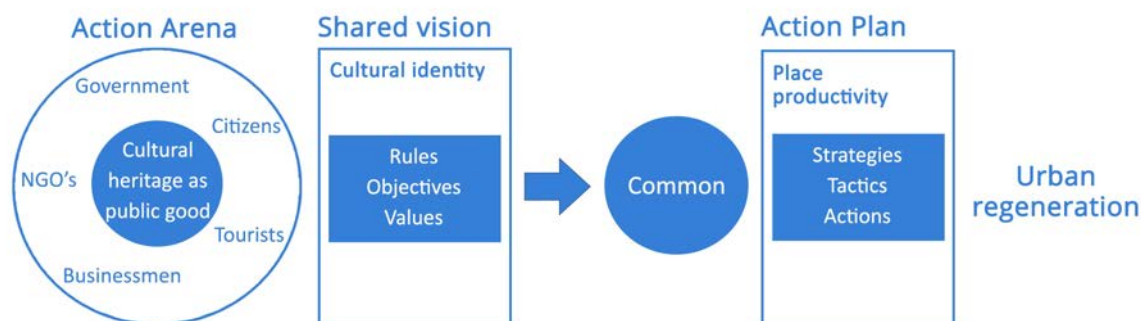 Action Arena
Government
Citizens
NGO's
Cultural
heritage as
public good
Tourists
Businessmen
Shared vision
Cultural identity
Rules
Objectives
Values
Common
Action Plan
Place
productivity
Strategies
Tactics
Actions
Urban
regeneration